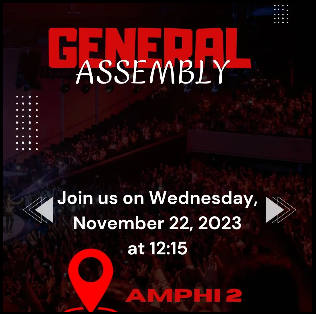 GENERAL
ASSEMBLY
Join us on Wednesday,
November 22, 2023
at 12:15
AMPHI 2